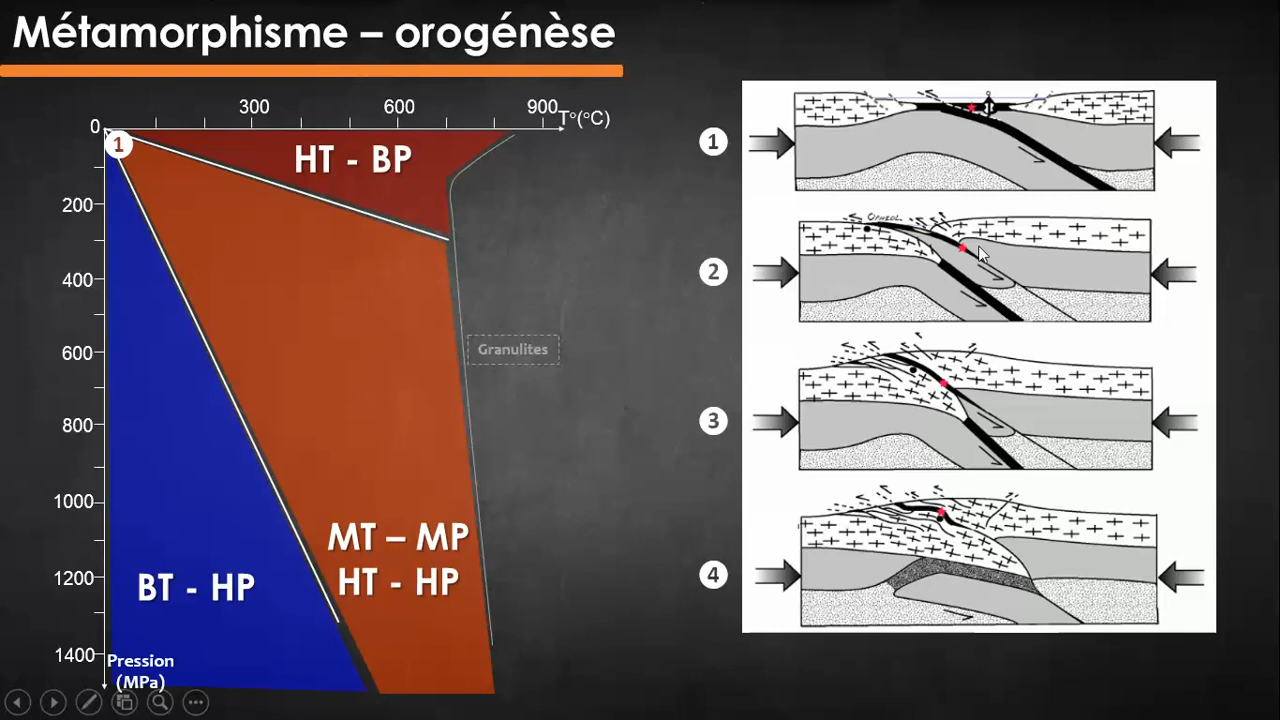 Métamorphisme – orogénèse
300
600
900
T°(°C)
0
1
HT - BP
200
400
600
Granulites
800
1000
MT – MP
HT - HP
1200
BT - HP
1400
Pression
(MPa)
1
2
3
4